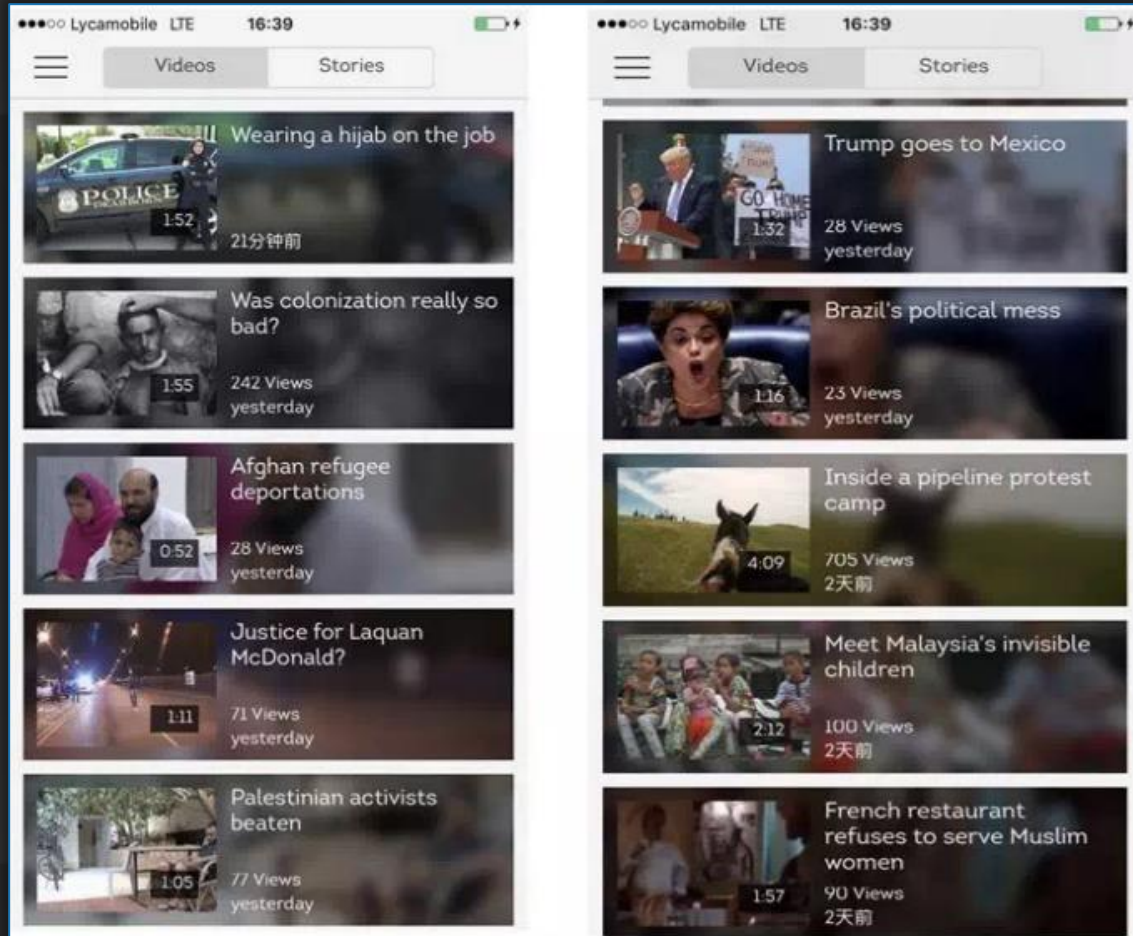 ●●●○○ Lycamobile LTE 16:39
Videos Stories
Wearing a hijab on the job
POLICE
DEARBORN
1:52
21分钟前
Was colonization really so
bad?
1:55
242 Views
yesterday
Afghan refugee
deportations
0:52
28 Views
yesterday
Justice for Laquan
McDonald?
1:11
71 Views
yesterday
Palestinian activists
beaten
1:05
77 Views
yesterday
●●●○○ Lycamobile LTE 16:39
Videos Stories
Trump goes to Mexico
GO HOME
TRUMP
1:32
28 Views
yesterday
Brazil's political mess
1:16
23 Views
yesterday
Inside a pipeline protest
camp
4:09
705 Views
2天前
Meet Malaysia's invisible
children
2:12
100 Views
2天前
French restaurant
refuses to serve Muslim
women
1:57
90 Views
2天前